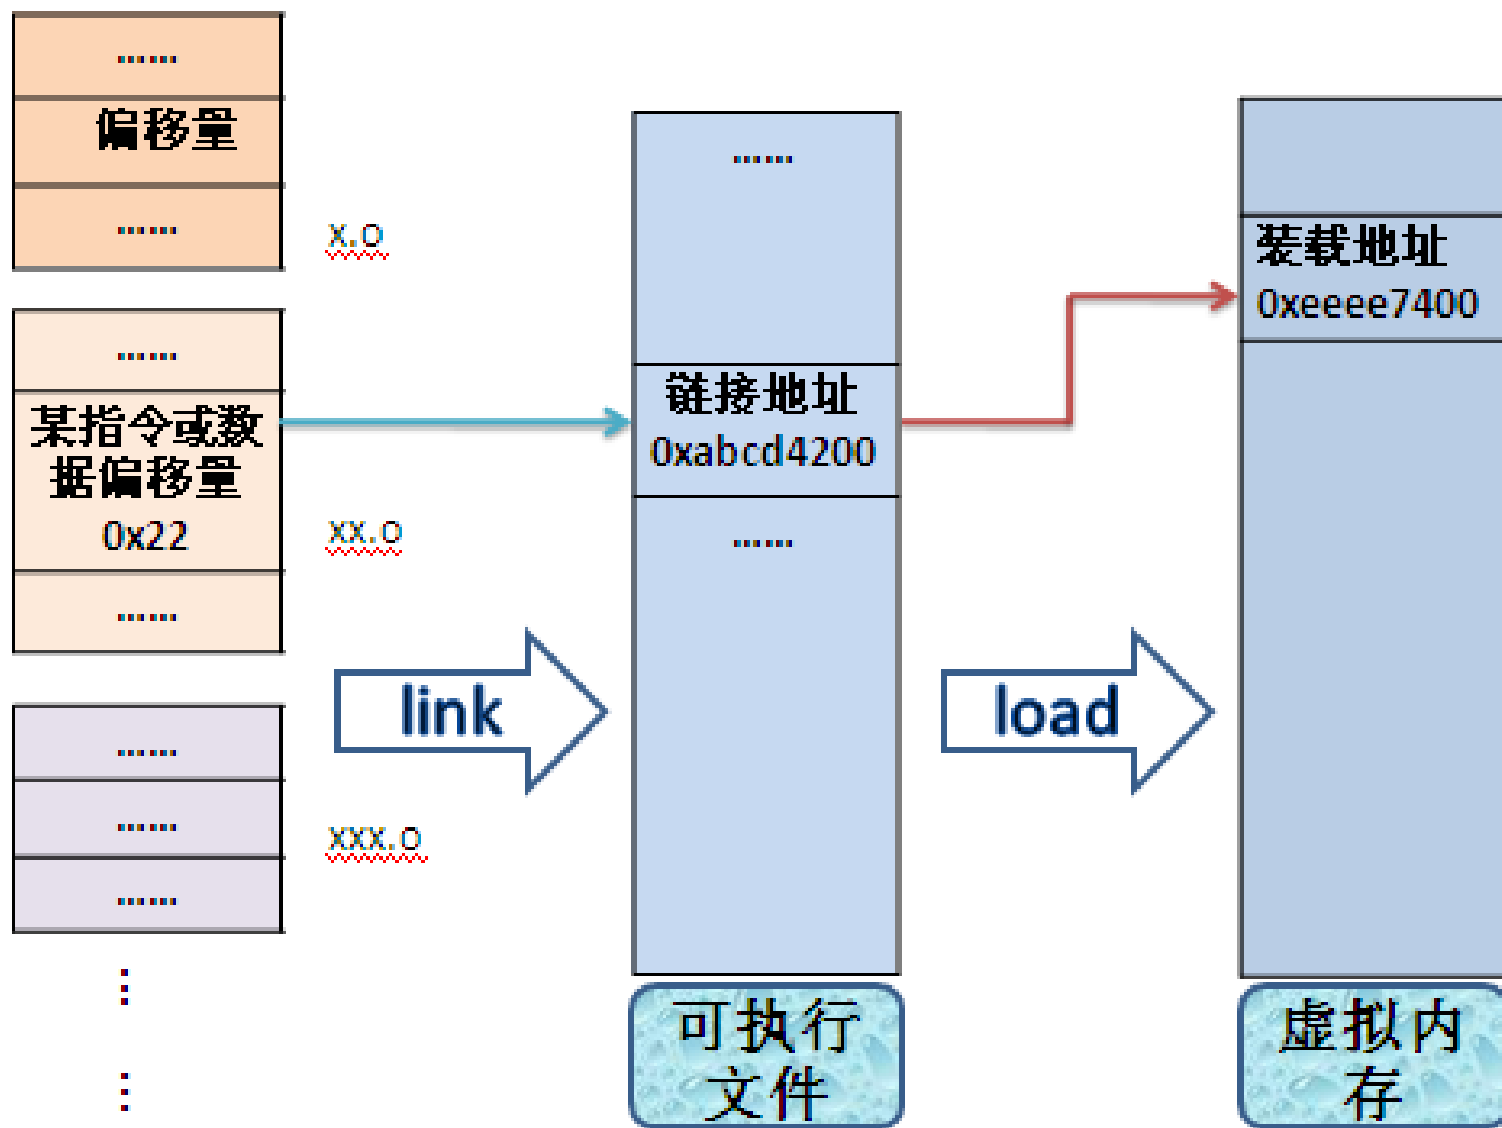 ......
偏移量
......
x.o
......
某指令或数
据偏移量
0x22
......
xx.o
......
......
......
xxx.o
⋮
⋮
link
......
链接地址
0xabcd4200
......
可执行
文件
load
装载地址
0xeeee7400
虚拟内
存